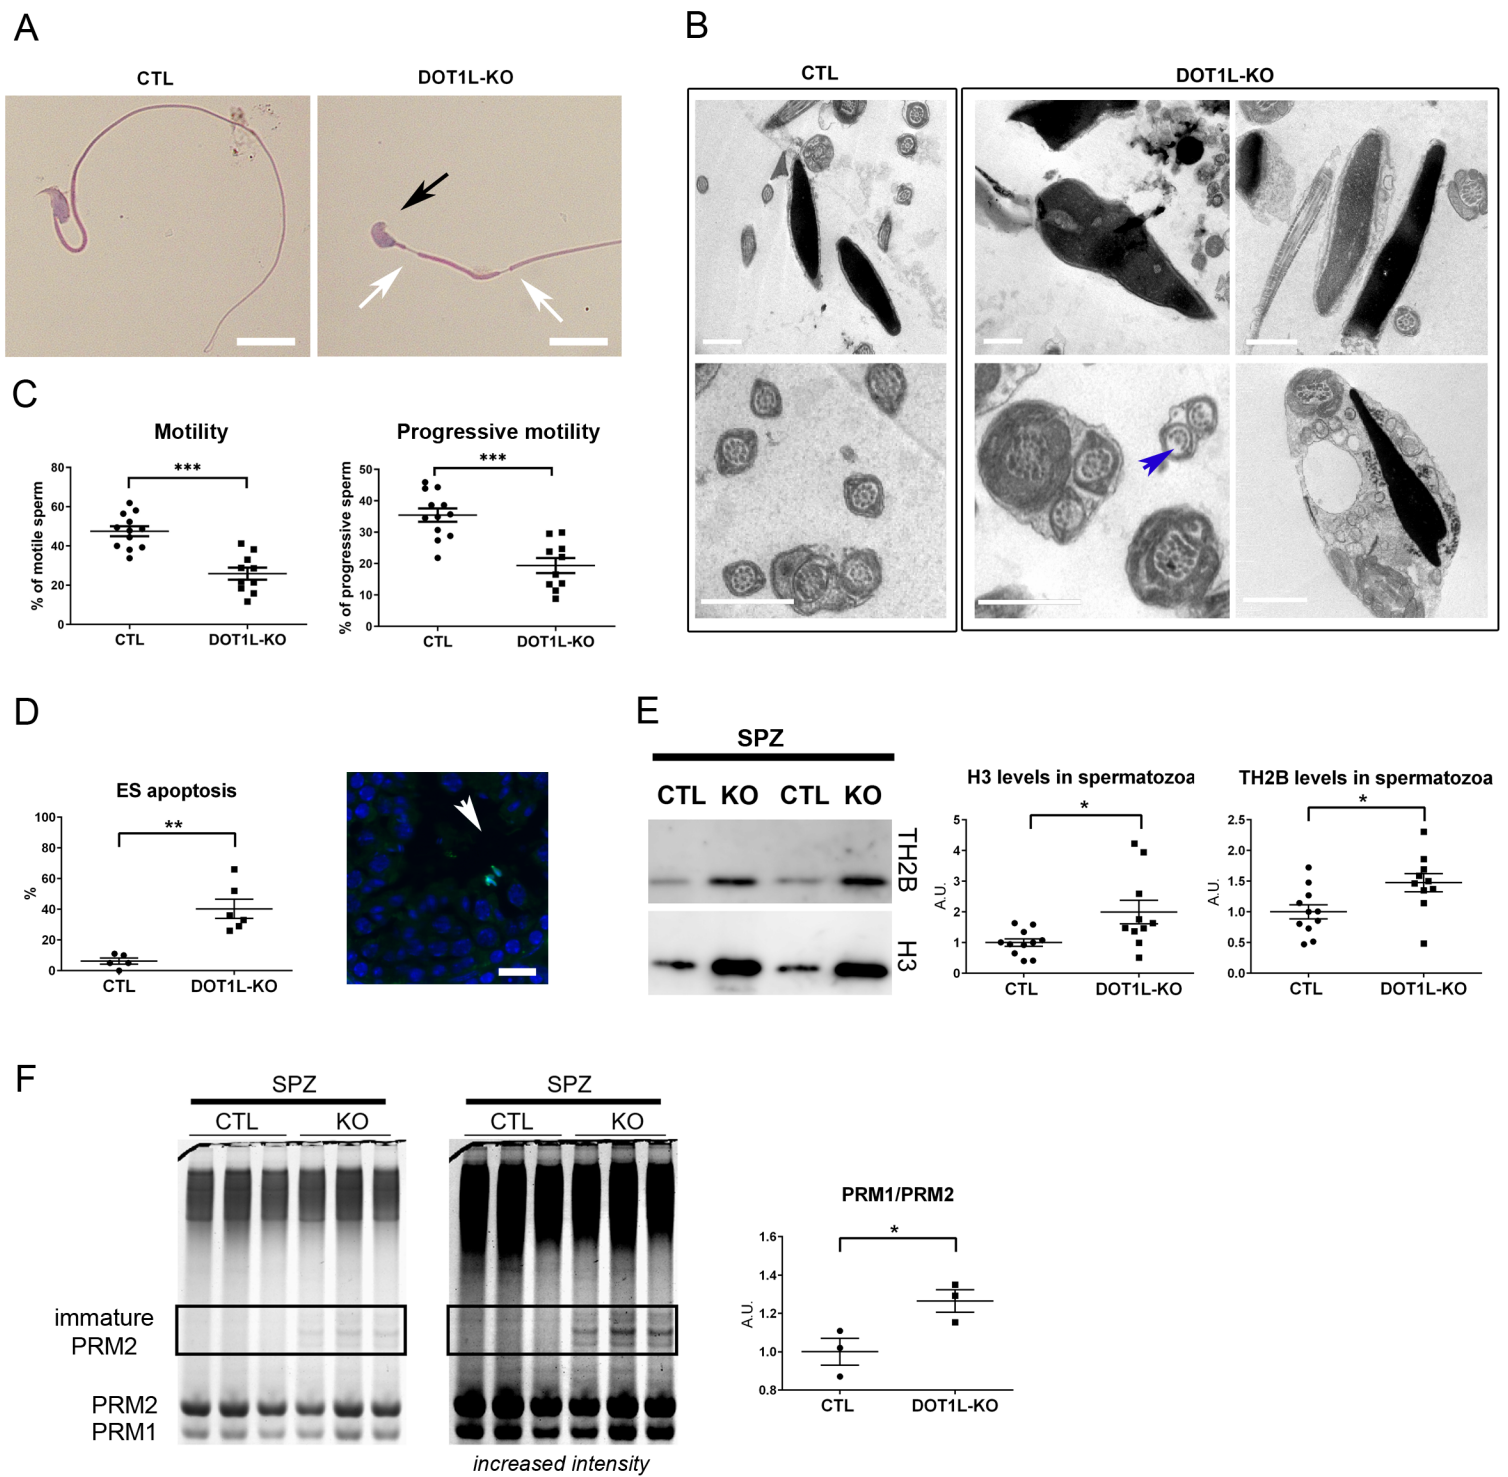 A
CTL
DOT1L-KO
B
CTL
DOT1L-KO
C
Motility
***
% of motile sperm
80
60
40
20
0
CTL
DOT1L-KO
Progressive motility
***
% of progressive sperm
50
40
30
20
10
0
CTL
DOT1L-KO
D
ES apoptosis
**
%
100
80
60
40
20
0
CTL
DOT1L-KO
E
SPZ
CTL KO CTL KO
TH2B
H3
H3 levels in spermatozoa
*
A.U.
5
4
3
2
1
0
CTL
DOT1L-KO
TH2B levels in spermatozoa
*
A.U.
2.5
2.0
1.5
1.0
0.5
0.0
CTL
DOT1L-KO
F
SPZ
CTL
KO
SPZ
CTL
KO
immature
PRM2
PRM2
PRM1
increased intensity
PRM1/PRM2
*
A.U.
1.6
1.4
1.2
1.0
0.8
CTL
DOT1L-KO